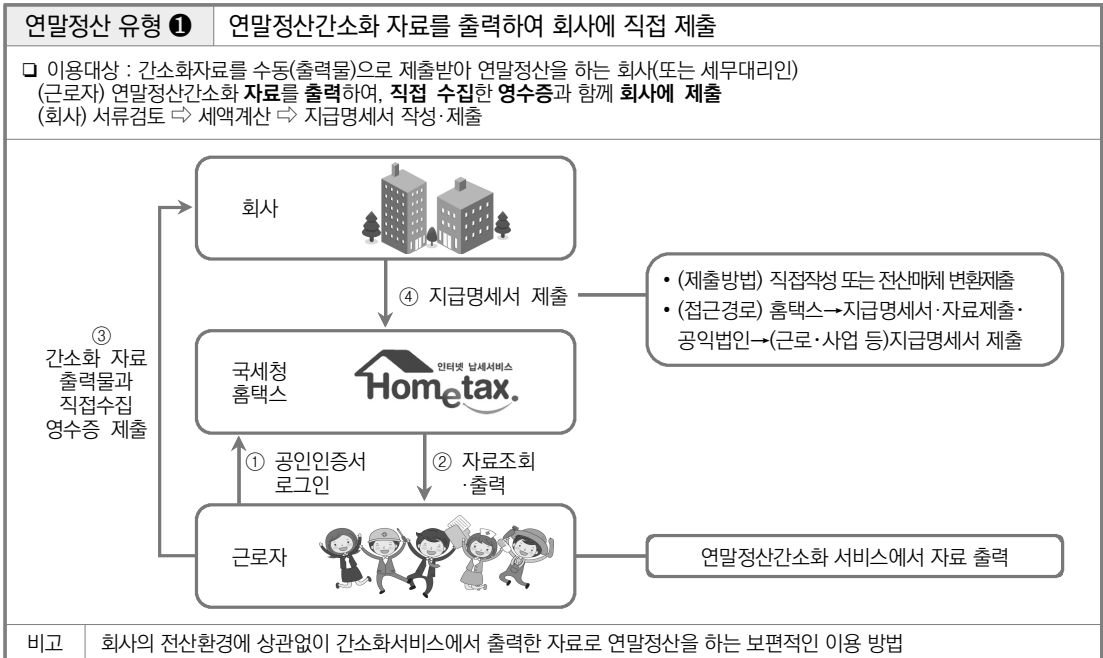 연말정산 유형 ❶ 연말정산간소화 자료를 출력하여 회사에 직접 제출
❑ 이용대상 : 간소화자료를 수동(출력물)으로 제출받아 연말정산을 하는 회사(또는 세무대리인)
(근로자) 연말정산간소화 자료를 출력하여, 직접 수집한 영수증과 함께 회사에 제출
(회사) 서류검토 ⇨ 세액계산 ⇨ 지급명세서 작성·제출
회사
④ 지급명세서 제출
• (제출방법) 직접작성 또는 전산매체 변환제출
• (접근경로) 홈택스→지급명세서·자료제출·
공익법인→(근로·사업 등)지급명세서 제출
③
간소화 자료
출력물과
직접수집
영수증 제출
국세청
홈택스
인터넷 납세서비스
Hometax.
① 공인인증서
로그인
② 자료조회
·출력
근로자
연말정산간소화 서비스에서 자료 출력
비고 회사의 전산환경에 상관없이 간소화서비스에서 출력한 자료로 연말정산을 하는 보편적인 이용 방법